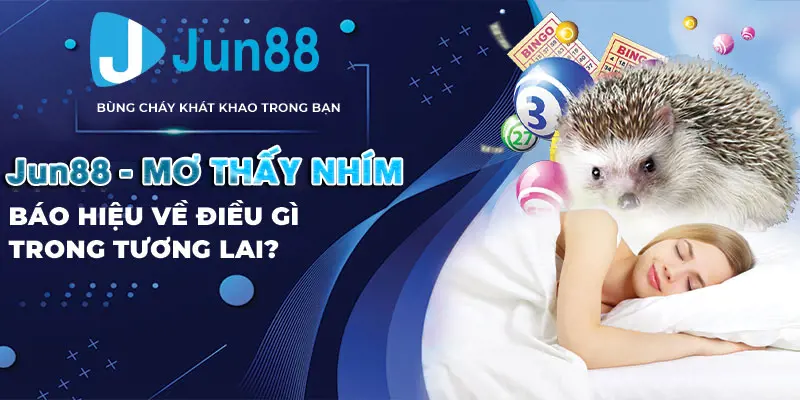 Jun88
BÙNG CHÁY KHÁT KHAO TRONG BẠN
Jun88 - MƠ THẤY NHÍM
BÁO HIỆU VỀ ĐIỀU GÌ
TRONG TƯƠNG LAI?
BINGO
BINGO
3
27